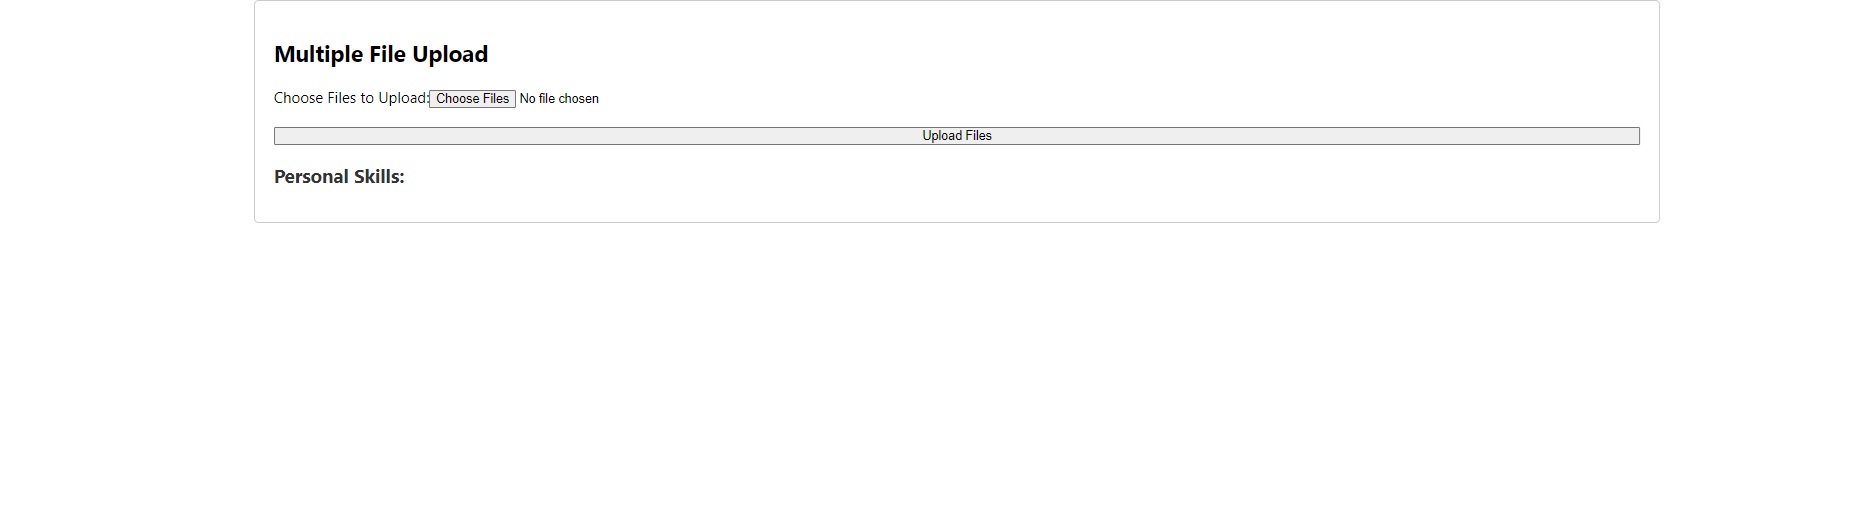 Multiple File Upload
Choose Files to Upload: Choose Files No file chosen
Upload Files
Personal Skills: